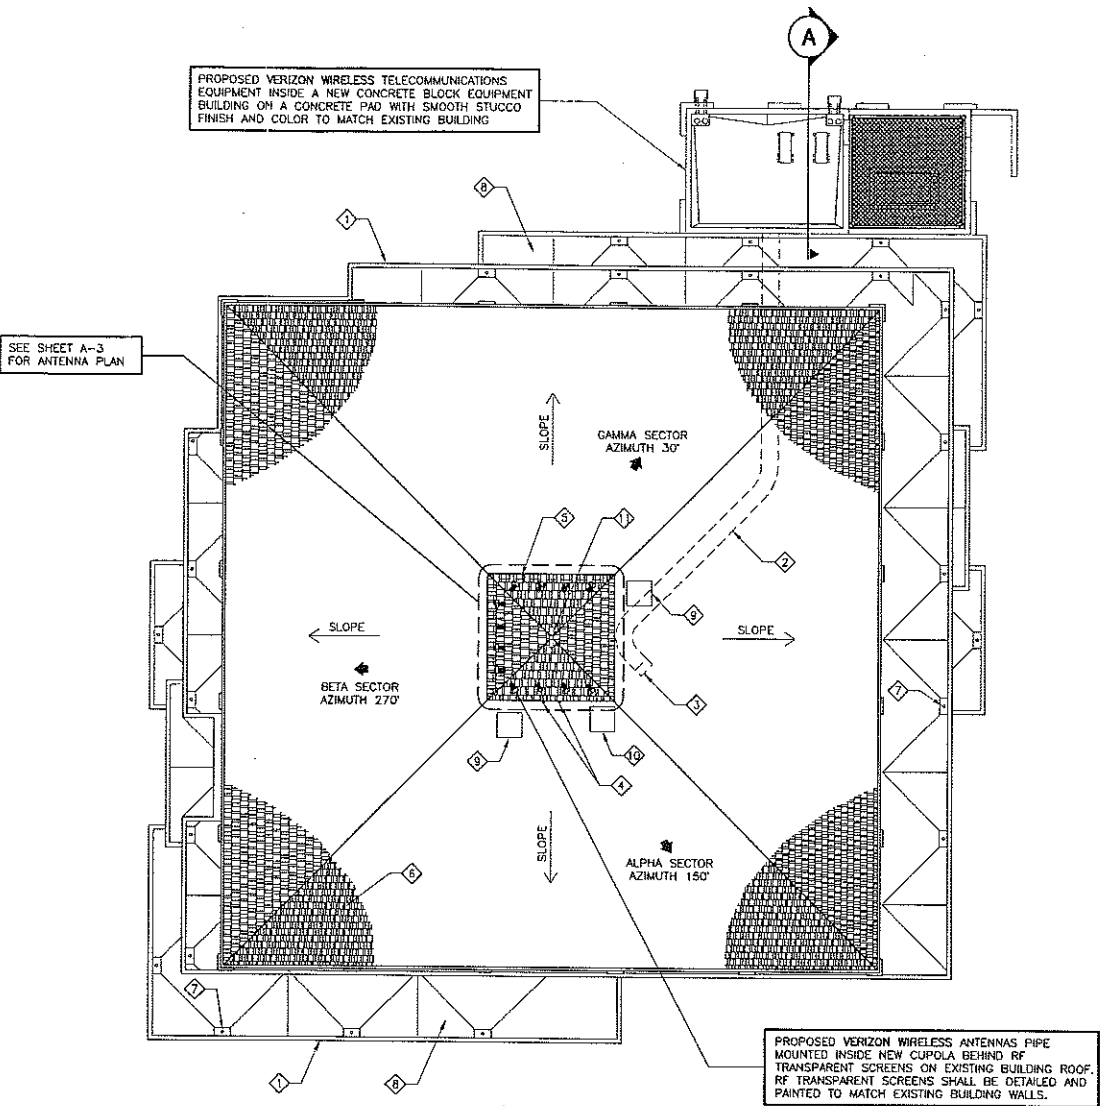 A
PROPOSED VERIZON WIRELESS TELECOMMUNICATIONS
EQUIPMENT INSIDE A NEW CONCRETE BLOCK EQUIPMENT
BUILDING ON A CONCRETE PAD WITH SMOOTH STUCCO
FINISH AND COLOR TO MATCH EXISTING BUILDING
8
1
SEE SHEET A-3
FOR ANTENNA PLAN
SLOPE
GAMMA SECTOR
AZIMUTH 30°
5
11
2
9
SLOPE
SLOPE
BETA SECTOR
AZIMUTH 270°
3
7
9
10
4
SLOPE
ALPHA SECTOR
AZIMUTH 150°
6
7
1
8
PROPOSED VERIZON WIRELESS ANTENNAS PIPE
MOUNTED INSIDE NEW CUPOLA BEHIND RF
TRANSPARENT SCREENS ON EXISTING BUILDING ROOF.
RF TRANSPARENT SCREENS SHALL BE DETAILED AND
PAINTED TO MATCH EXISTING BUILDING WALLS.